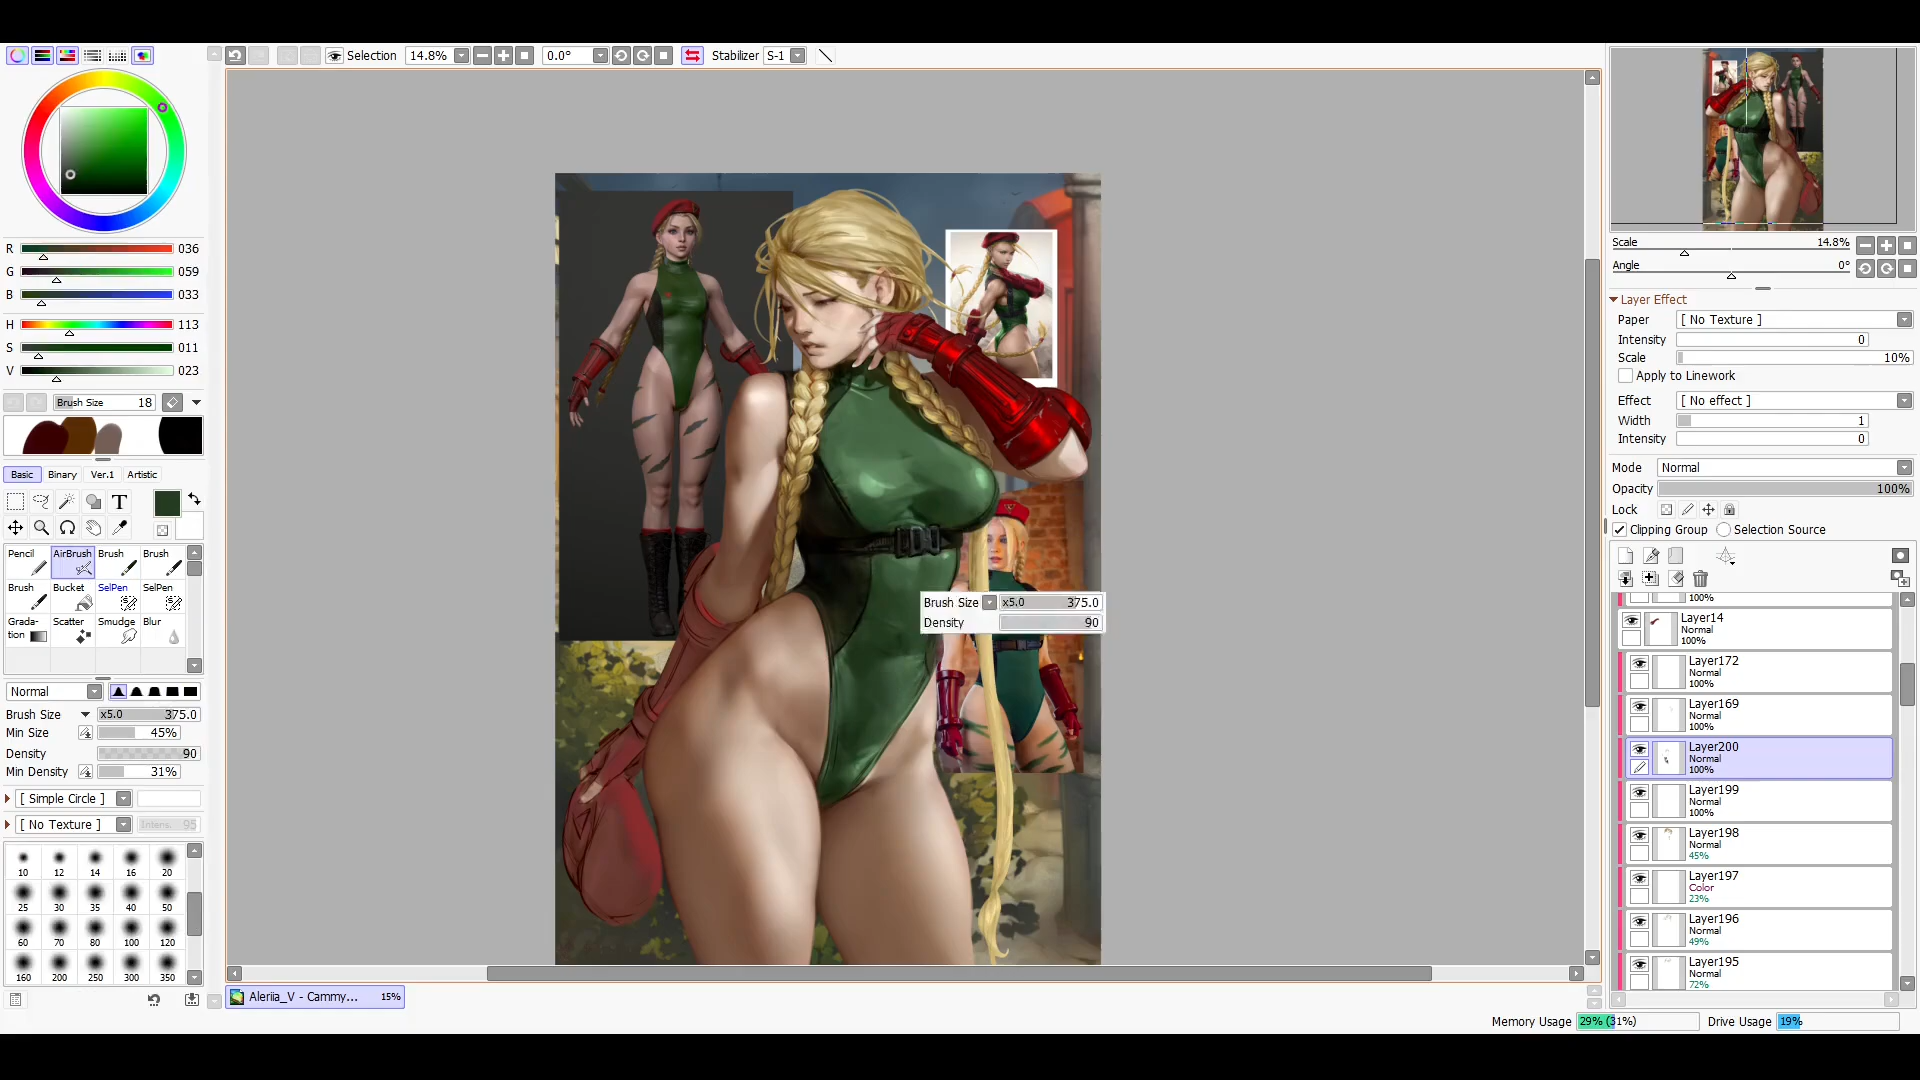 Selection 14.8% 0.0° Stabilizer S-1
R 036
G 059
B 033
H 113
S 011
V 023
Brush Size 18
Basic Binary Ver.1 Artistic
T
Pencil AirBrush Brush Brush
Brush Bucket SelPen SelPen
Grada-
tion Scatter Smudge Blur
Normal
Brush Size x5.0 375.0
Min Size 45%
Density 90
Min Density 31%
[ Simple Circle ]
[ No Texture ] Intens. 95
10 12 14 16 20
25 30 35 40 50
60 70 80 100 120
160 200 250 300 350
Brush Size x5.0 375.0
Density 90
Aleriia_V - Cammy... 15%
Scale 14.8%
Angle 0°
Layer Effect
Paper [ No Texture ]
Intensity 0
Scale 10%
Apply to Linework
Effect [ No effect ]
Width 1
Intensity 0
Mode Normal
Opacity 100%
Lock
Clipping Group Selection Source
100%
Layer14
Normal
100%
Layer172
Normal
100%
Layer169
Normal
100%
Layer200
Normal
100%
Layer199
Normal
100%
Layer198
Normal
45%
Layer197
Color
23%
Layer196
Normal
49%
Layer195
Normal
72%
Memory Usage 29% (31%) Drive Usage 19%